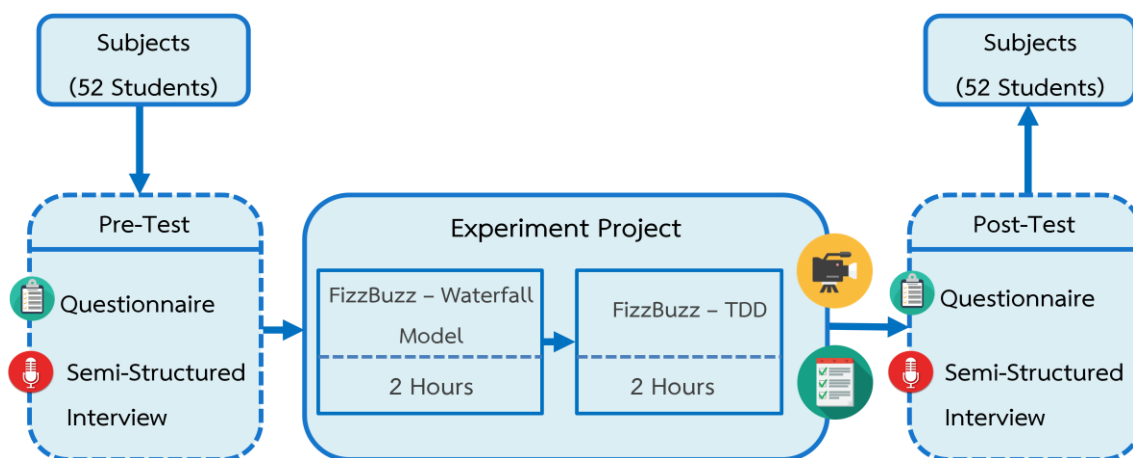 Subjects
(52 Students)
Pre-Test
Questionnaire
Semi-Structured
Interview
Experiment Project
FizzBuzz – Waterfall
Model
2 Hours
FizzBuzz – TDD
2 Hours
Subjects
(52 Students)
Post-Test
Questionnaire
Semi-Structured
Interview